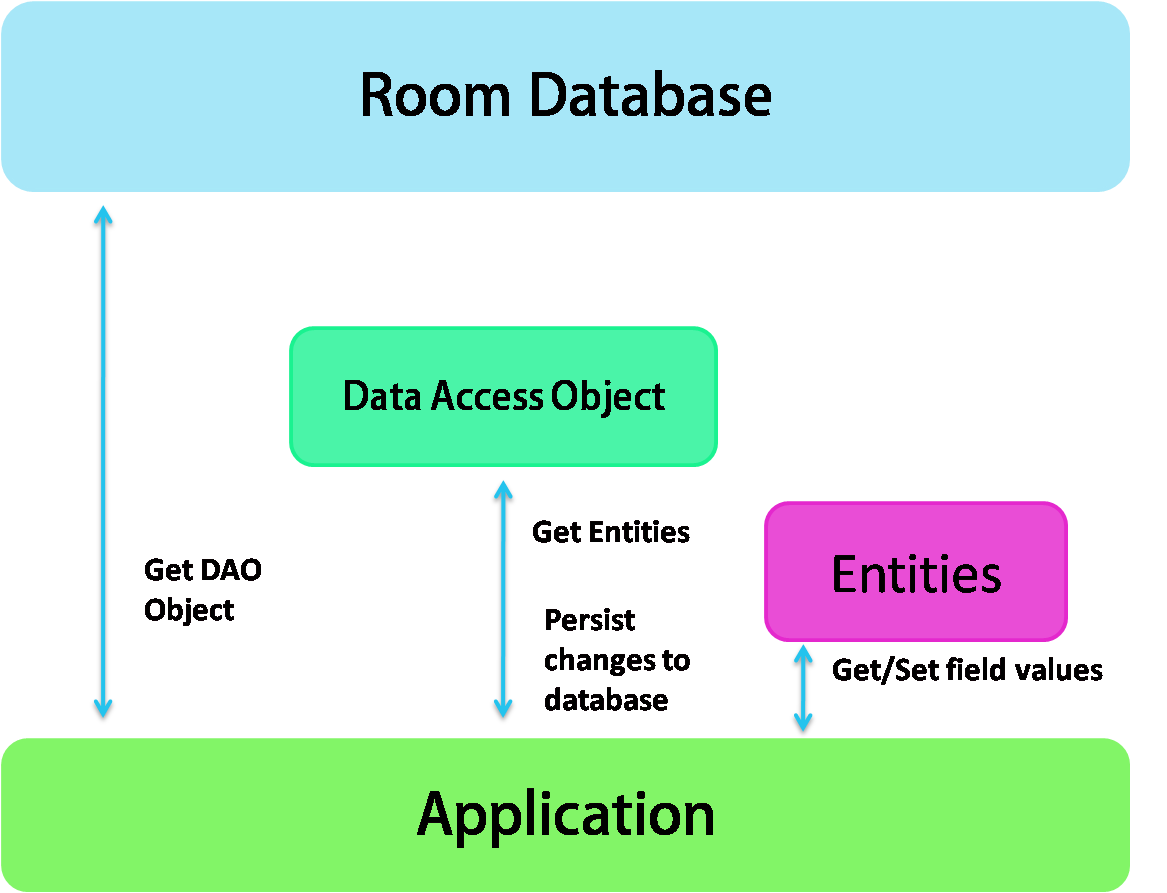 Room Database
Data Access Object
Get Entities
Entities
Get DAO
Object
Persist
changes to
database
Get/Set field values
Application